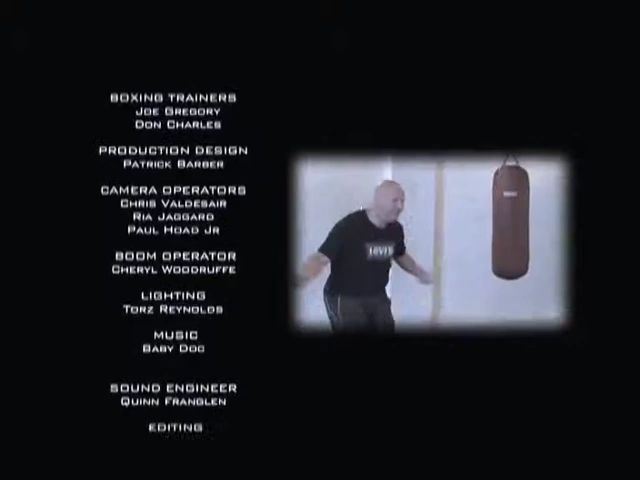 BOXING TRAINERS
JOE GREGORY
DON CHARLES
PRODUCTION DESIGN
PATRICK BARBER
CAMERA OPERATORS
CHRIS VALDESAIR
RIA JAGGARD
PAUL HOAD JR
BOOM OPERATOR
CHERYL WOODRUFFE
LIGHTING
TORZ REYNOLDS
MUSIC
BABY DOC
SOUND ENGINEER
QUINN FRANGLEN
EDITING